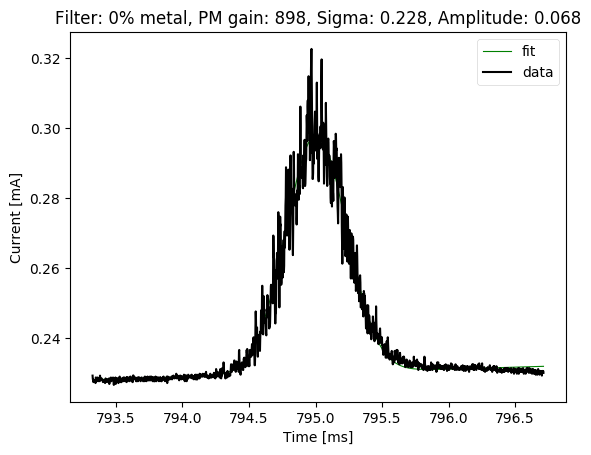 Filter: 0% metal, PM gain: 898, Sigma: 0.228, Amplitude: 0.068
fit
data
0.32
0.30
0.28
0.26
0.24
Current [mA]
793.5 794.0 794.5 795.0 795.5 796.0 796.5
Time [ms]